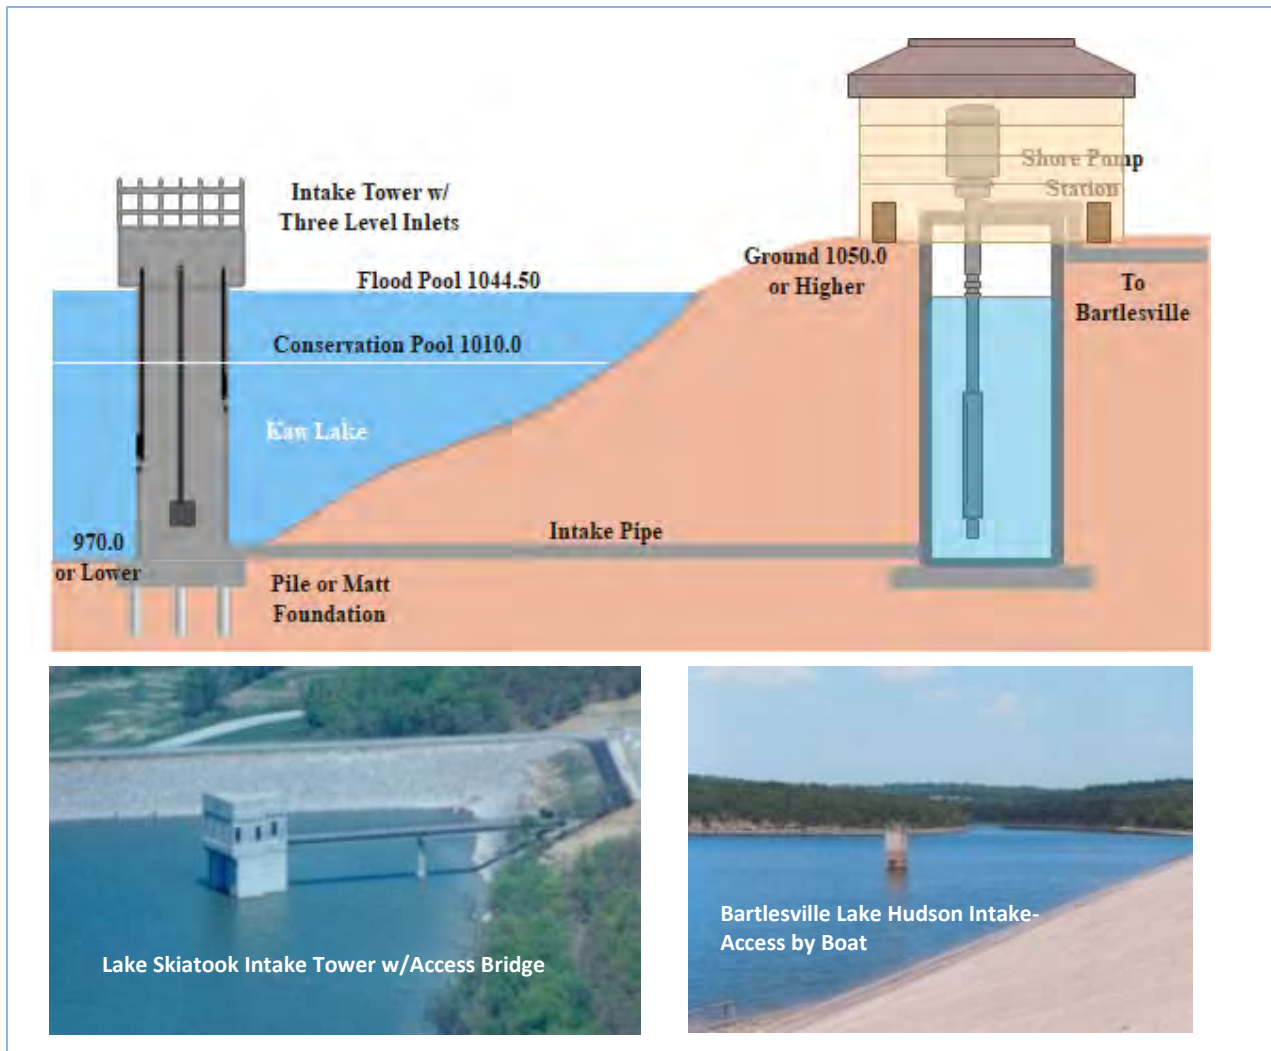 Intake Tower w/
Three Level Inlets
Shore Pump
Station
Flood Pool 1044.50
Ground 1050.0
or Higher
To
Bartlesville
Conservation Pool 1010.0
Kaw Lake
970.0
or Lower
Intake Pipe
Pile or Matt
Foundation
Lake Skiatook Intake Tower w/Access Bridge
Bartlesville Lake Hudson Intake-
Access by Boat